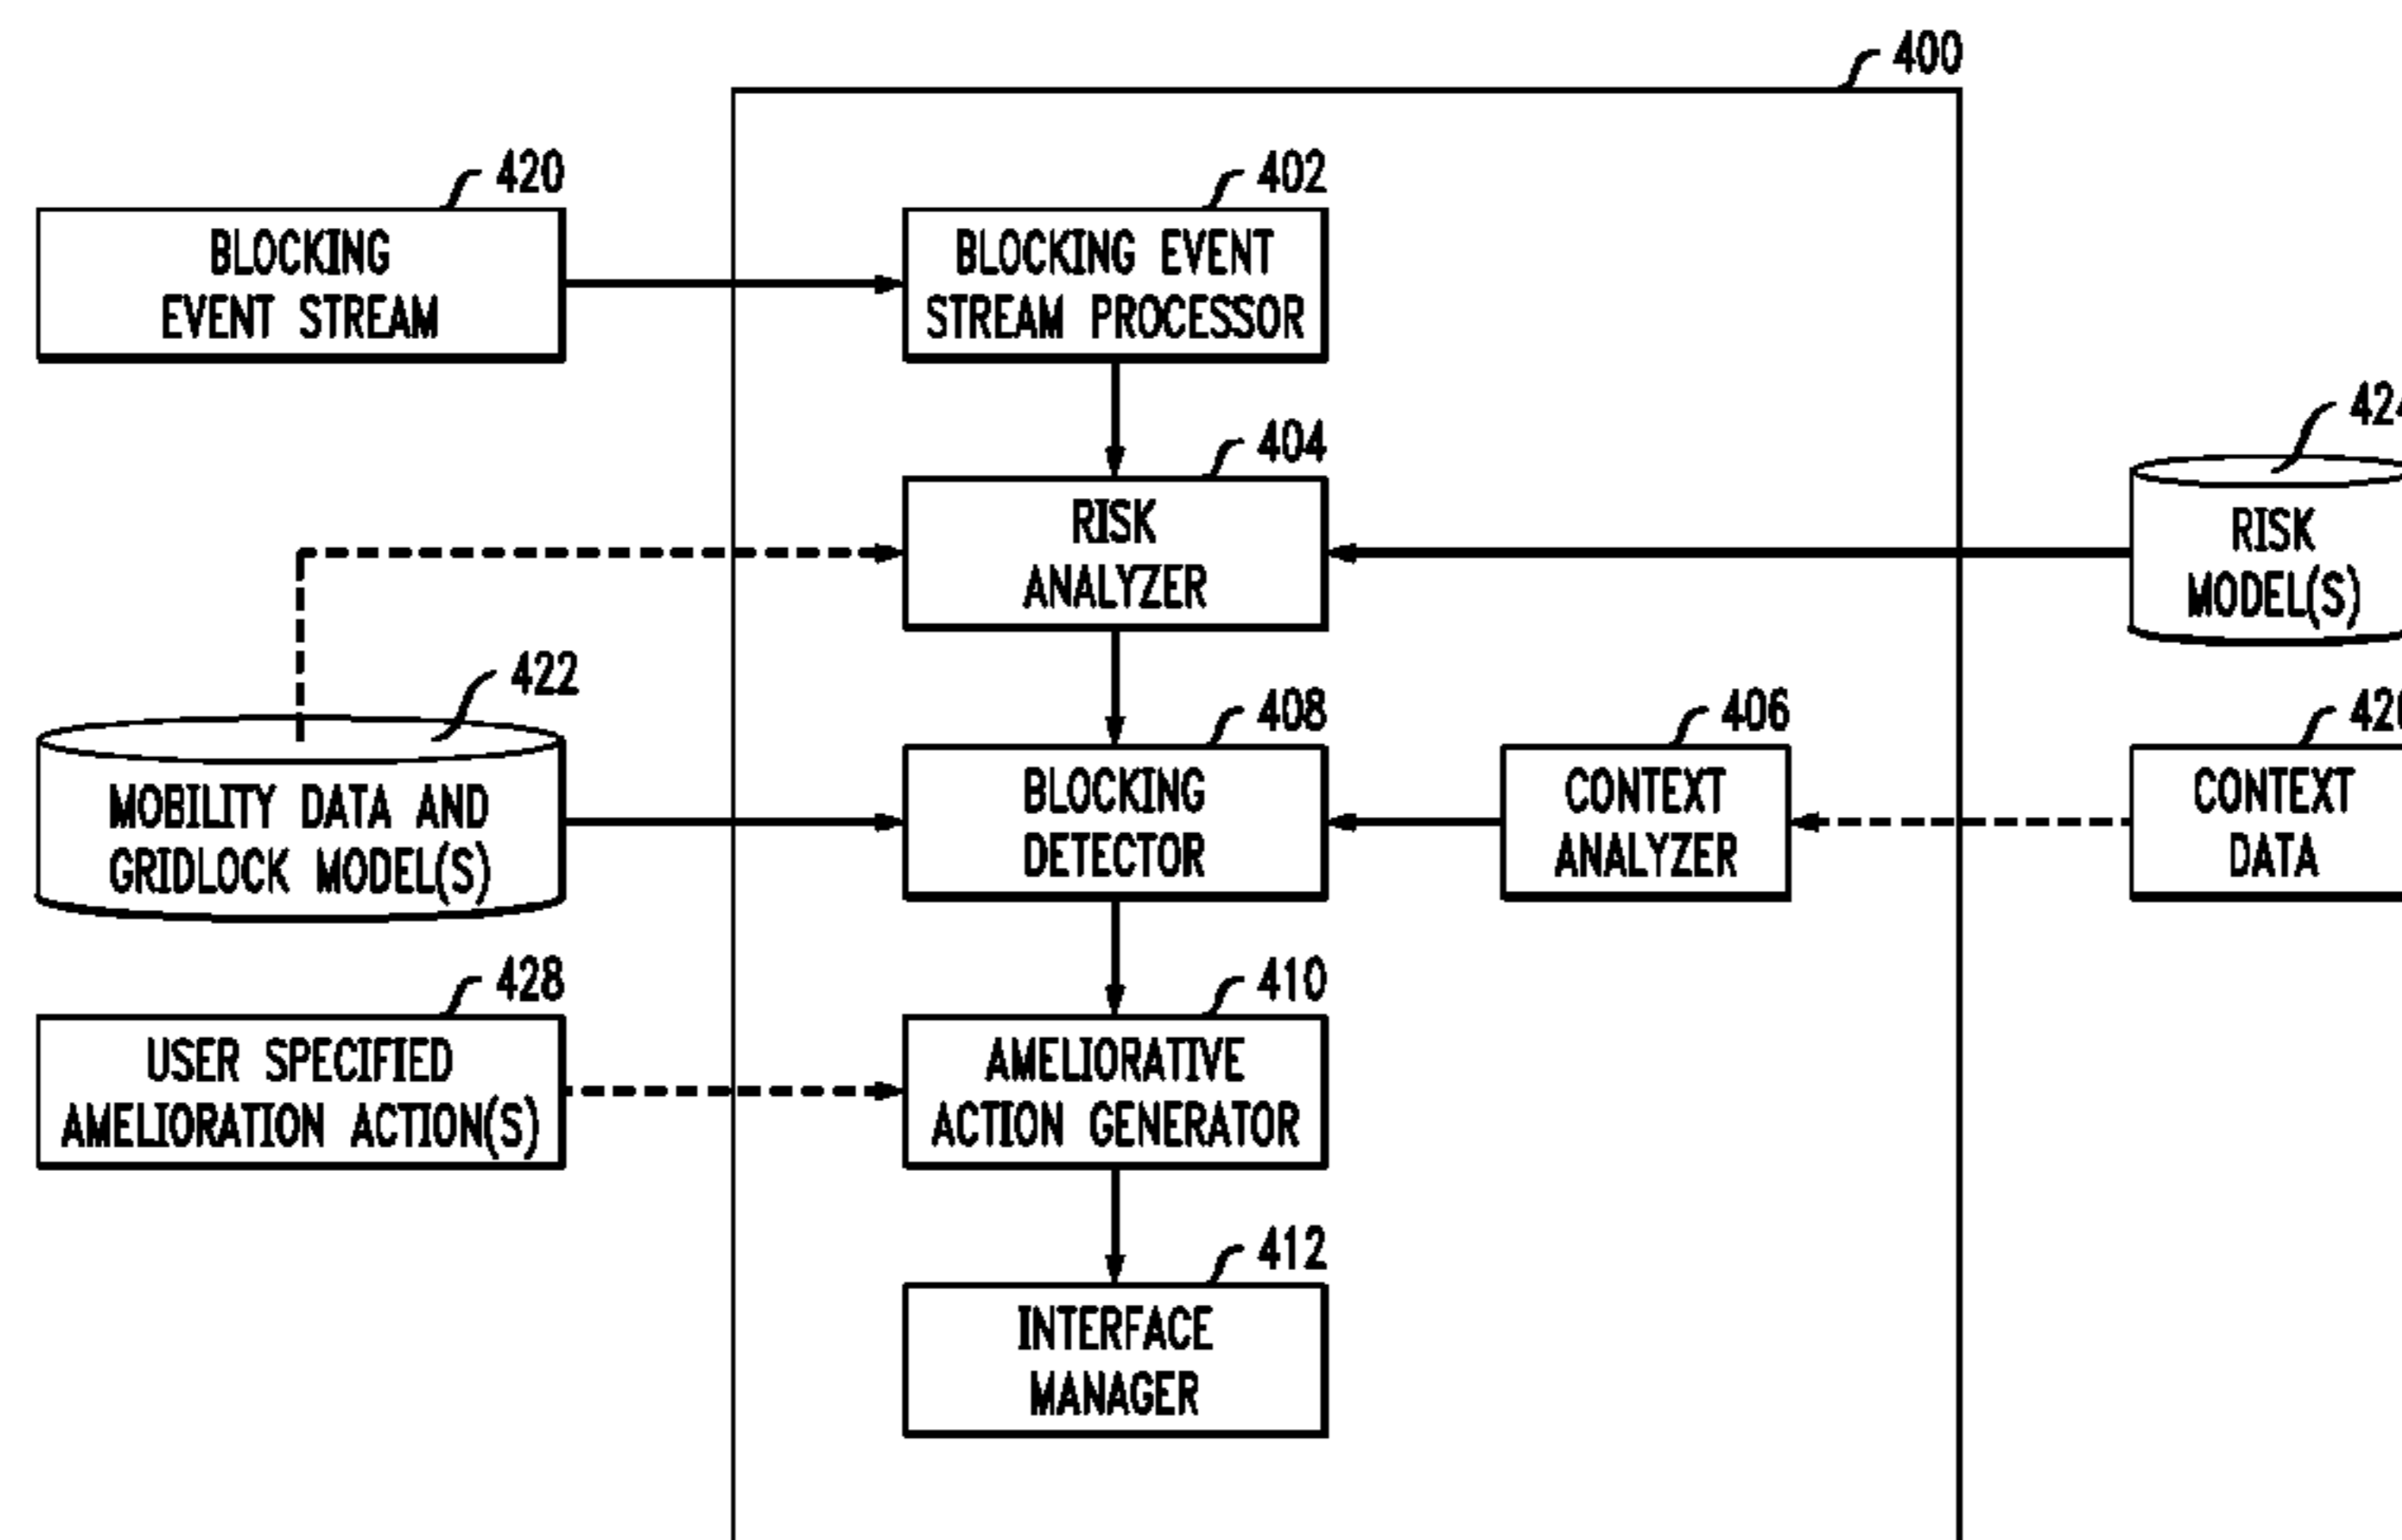 400
420
402
BLOCKING
EVENT STREAM
BLOCKING EVENT
STREAM PROCESSOR
404
RISK
ANALYZER
RISK
MODEL(S)
422
MOBILITY DATA AND
GRIDLOCK MODEL(S)
408
BLOCKING
DETECTOR
406
CONTEXT
ANALYZER
CONTEXT
DATA
428
USER SPECIFIED
AMELIORATION ACTION(S)
410
AMELIORATIVE
ACTION GENERATOR
412
INTERFACE
MANAGER